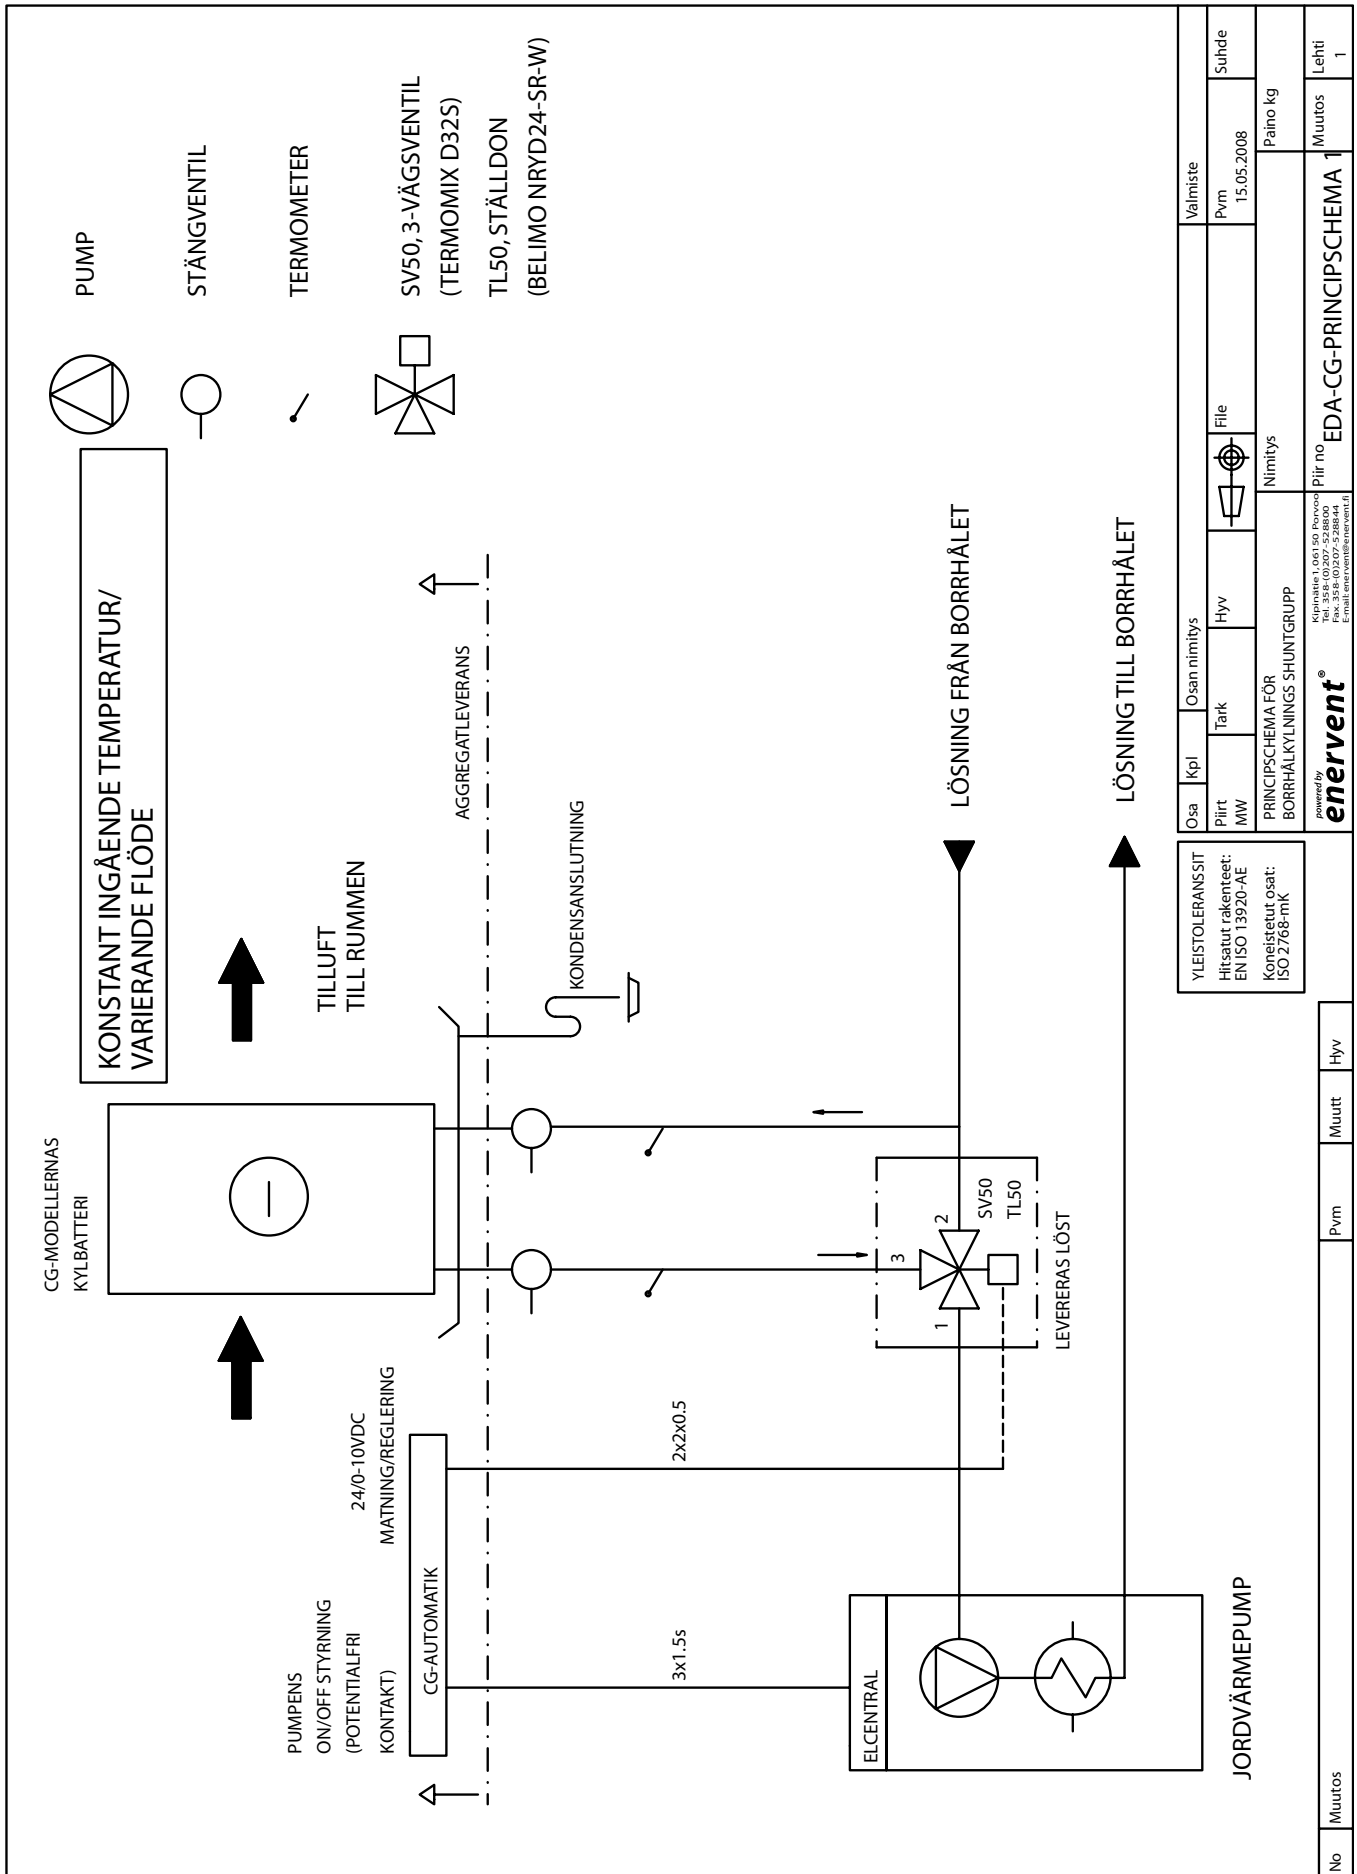 CG-MODELLERNAS
KYLBATTERI
KONSTANT INGÅENDE TEMPERATUR/
VARIERANDE FLÖDE
PUMP
STÄNGVENTIL
TERMOMETER
SV50, 3-VÄGSVENTIL
(TERMOMIX D32S)
TL50, STÄLLDON
(BELIMO NRYD24-SR-W)
TILLUFT
TILL RUMMEN
PUMPENS
ON/OFF STYRNING
(POTENTIALFRI
KONTAKT)
24/0-10VDC
MATNING/REGLERING
CG-AUTOMATIK
AGGREGATLEVERANS
KONDENSANSLUTNING
3x1.5s
2x2x0.5
ELCENTRAL
1
3
2
SV50
TL50
LEVERERAS LÖST
LÖSNING FRÅN BORRHÅLET
LÖSNING TILL BORRHÅLET
JORDVÄRMEPUMP
YLEISTOLERANSSIT
Hitsatut rakenteet:
EN ISO 13920-AE
Koneistetut osat:
ISO 2768-mK
Osa Kpl Osan nimitys Valmiste
Piirt Tark Hyv File Pvm Suhde
MW 15.05.2008
PRINCIPSCHEMA FÖR
BORRHÅLKYLNINGS SHUNTGRUPP
Nimitys Paino kg
powered by
enervent®
Kipinätie 1, 06150 Porvoo
Tel. 358-(0)207-528800
Fax. 358-(0)207-528844
E-mail: enervent@enervent.fi
Piir no Muutos Lehti
EDA-CG-PRINCIPSCHEMA 1 1
No Muutos Pvm Muutt Hyv